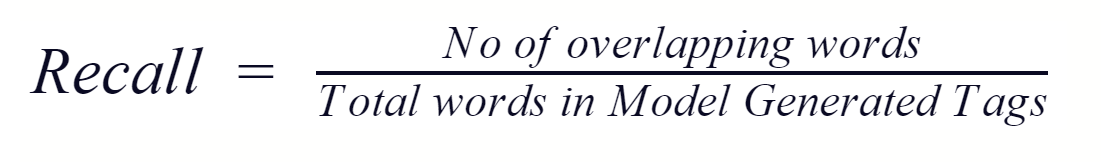 Recall = No of overlapping words / Total words in Model Generated Tags